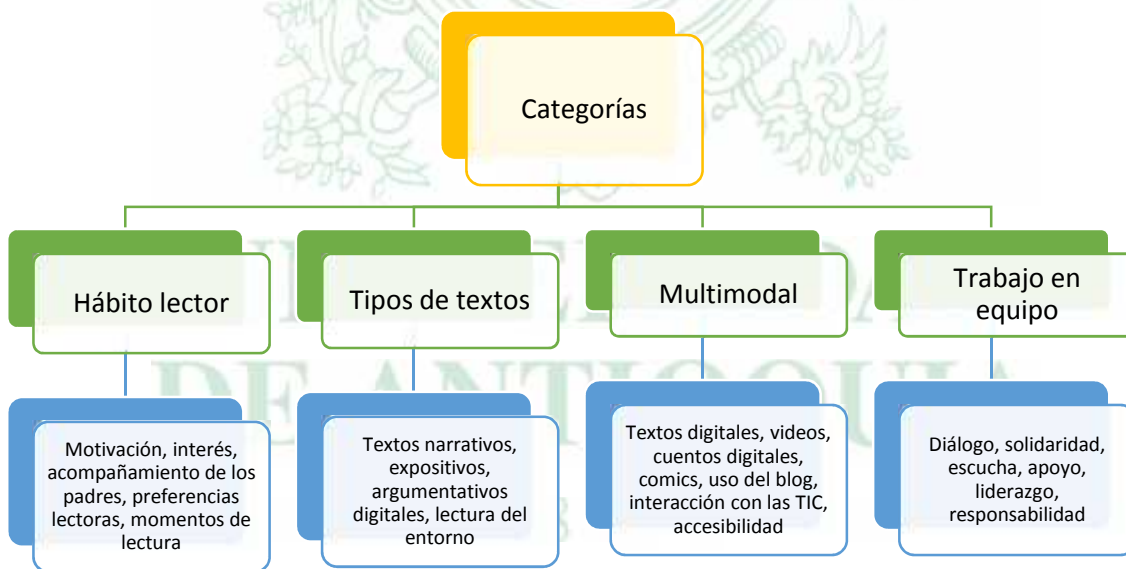 Categorías
Hábito lector
Tipos de textos
Multimodal
Trabajo en
equipo
Motivación, interés,
acompañamiento de los
padres, preferencias
lectoras, momentos de
lectura
Textos narrativos,
expositivos,
argumentativos
digitales, lectura del
entorno
Textos digitales, videos,
cuentos digitales,
comics, uso del blog,
interacción con las TIC,
accesibilidad
Diálogo, solidaridad,
escucha, apoyo,
liderazgo,
responsabilidad
DE ANTIOQUIA